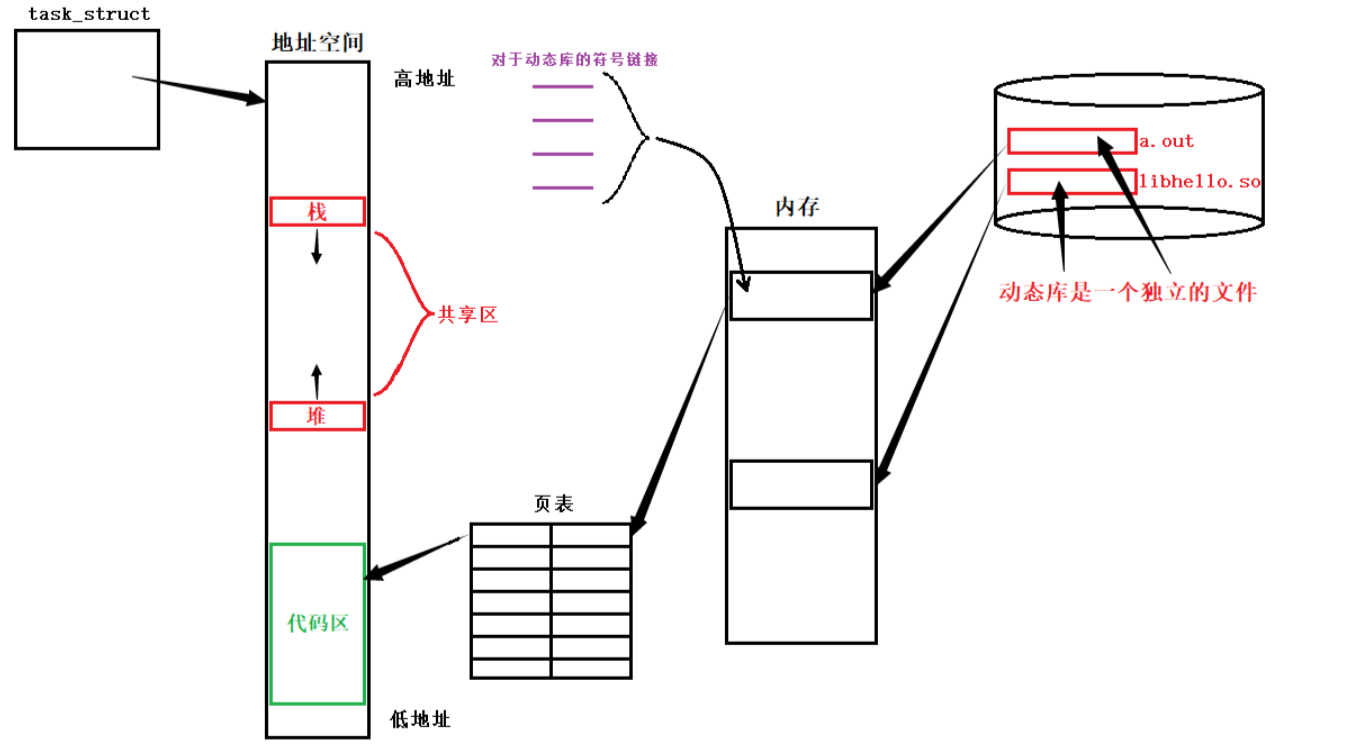 task_struct
地址空间
高地址
对于动态库的符号链接
a.out
libhello.so
栈
内存
动态库是一个独立的文件
共享区
堆
页表
代码区
低地址